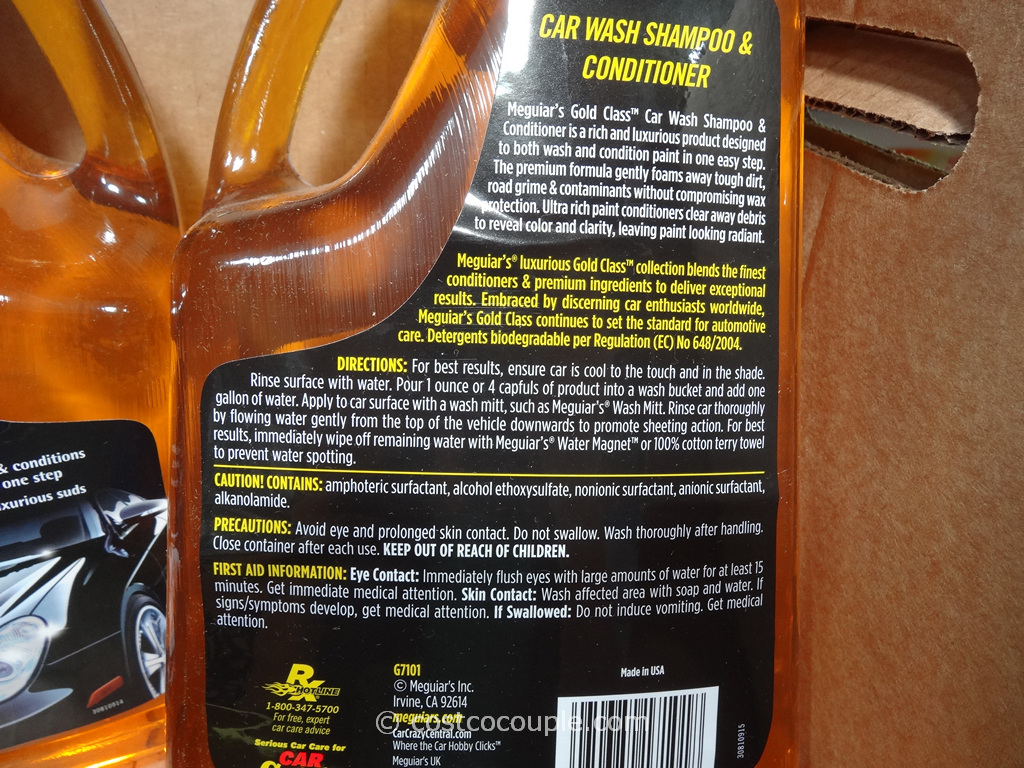 CAR WASH SHAMPOO &
CONDITIONER
Meguiar's Gold Class™ Car Wash Shampoo &
Conditioner is a rich and luxurious product designed
to both wash and condition paint in one easy step.
The premium formula gently foams away tough dirt,
road grime & contaminants without compromising wax
protection. Ultra rich paint conditioners clear away debris
to reveal color and clarity, leaving paint looking radiant.
Meguiar's® luxurious Gold Class™ collection blends the finest
conditioners & premium ingredients to deliver exceptional
results. Embraced by discerning car enthusiasts worldwide,
Meguiar's Gold Class continues to set the standard for automotive
care. Detergents biodegradable per Regulation (EC) No 648/2004.
DIRECTIONS: For best results, ensure car is cool to the touch and in the shade.
Rinse surface with water. Pour 1 ounce or 4 capfuls of product into a wash bucket and add one
gallon of water. Apply to car surface with a wash mitt, such as Meguiar's® Wash Mitt. Rinse car thoroughly
by flowing water gently from the top of the vehicle downwards to promote sheeting action. For best
results, immediately wipe off remaining water with Meguiar's® Water Magnet™ or 100% cotton terry towel
to prevent water spotting.
CAUTION! CONTAINS: amphoteric surfactant, alcohol ethoxysulfate, nonionic surfactant, anionic surfactant,
alkanolamide.
PRECAUTIONS: Avoid eye and prolonged skin contact. Do not swallow. Wash thoroughly after handling.
Close container after each use. KEEP OUT OF REACH OF CHILDREN.
FIRST AID INFORMATION: Eye Contact: Immediately flush eyes with large amounts of water for at least 15
minutes. Get immediate medical attention. Skin Contact: Wash affected area with soap and water. If
signs/symptoms develop, get medical attention. If Swallowed: Do not induce vomiting. Get medical
attention.
Rx HOTLINE
1-800-347-5700
For free, expert
car care advice
Serious Car Care for
CAR
G7101
© Meguiar's Inc.
Irvine, CA 92614
meguiars.com
CarCrazyCentral.com
Where the Car Hobby Clicks™
Meguiar's UK
Made in USA
30810915
& conditions
one step
xurious suds
30810914
© costcocouple.com